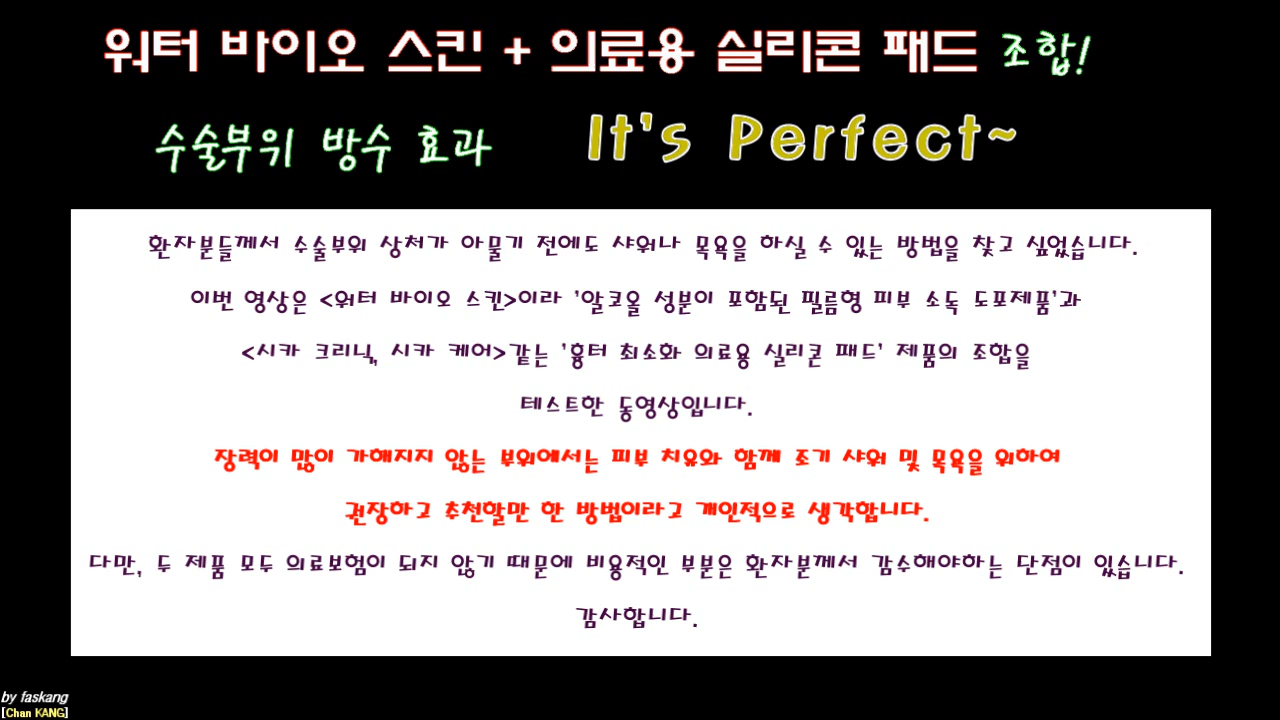 워터 바이오 스킨 + 의료용 실리콘 패드 조합!
수술부위 방수 효과 It's Perfect~
환자분들께서 수술부위 상처가 아물기 전에도 샤워나 목욕을 하실 수 있는 방법을 찾고 싶었습니다.
이번 영상은 <워터 바이오 스킨>이라 '알코올 성분이 포함된 필름형 피부 소독 도포제품'과
<시카 크리닉, 시카 케어>같는 '흉터 최소화 의료용 실리콘 패드' 제품의 조합을
테스트한 동영상입니다.
장력이 많이 가해지지 않는 부위에서는 피부 치유와 함께 조기 샤워 및 목욕을 위하여
권장하고 추천할만 한 방법이라고 개인적으로 생각합니다.
다만, 두 제품 모두 의료보험이 되지 않기 때문에 비용적인 부분은 환자분께서 감수해야하는 단점이 있습니다.
감사합니다.
by faskang
[Chan KANG]